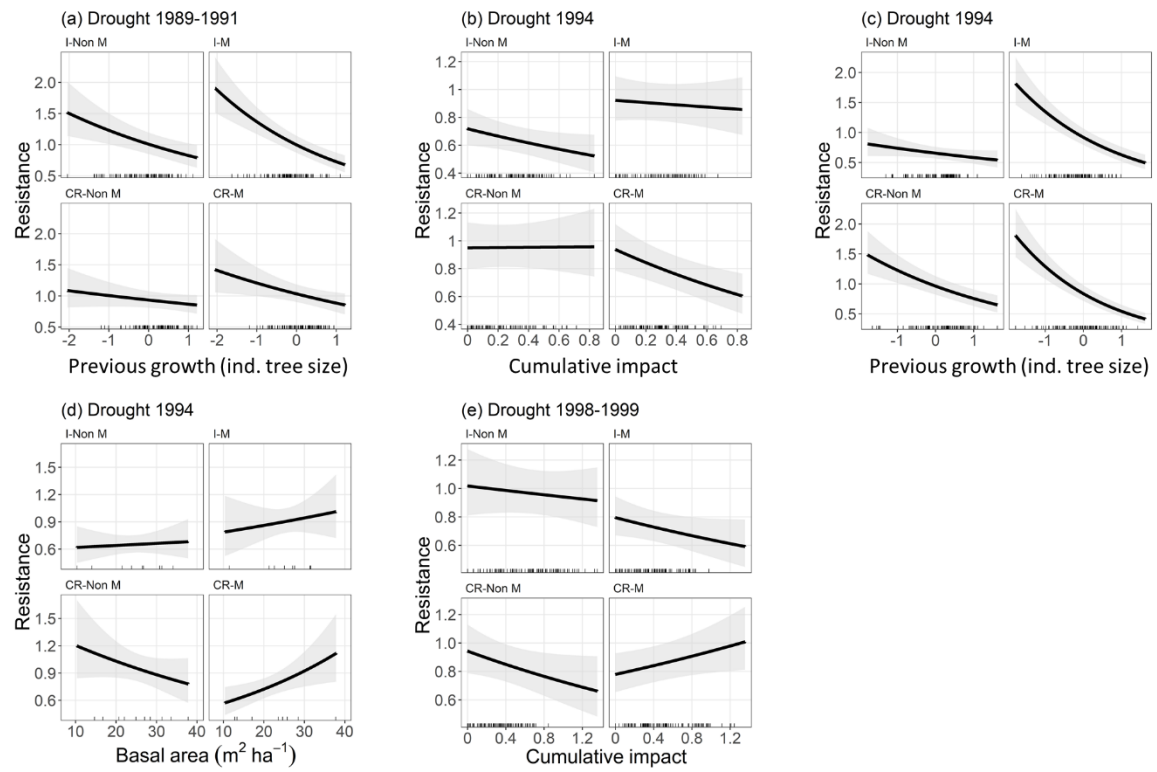 (a) Drought 1989-1991
I-Non M
I-M
2.0
1.5
1.0
0.5
CR-Non M
CR-M
2.0
1.5
1.0
0.5
Resistance
-2
-1
0
1
-2
-1
0
1
Previous growth (ind. tree size)
(b) Drought 1994
I-Non M
I-M
1.2
1
0.8
0.6
0.4
CR-Non M
CR-M
1.2
1
0.8
0.6
0.4
Resistance
0
0.2
0.4
0.6
0.8
0
0.2
0.4
0.6
0.8
Cumulative impact
(c) Drought 1994
I-Non M
I-M
2.0
1.5
1.0
0.5
CR-Non M
CR-M
2.0
1.5
1.0
0.5
Resistance
-1
0
1
-1
0
1
Previous growth (ind. tree size)
(d) Drought 1994
I-Non M
I-M
1.5
1.2
0.9
0.6
CR-Non M
CR-M
1.5
1.2
0.9
0.6
Resistance
10
20
30
40
10
20
30
40
Basal area (m² ha⁻¹)
(e) Drought 1998-1999
I-Non M
I-M
1.2
1.0
0.8
0.6
CR-Non M
CR-M
1.2
1.0
0.8
0.6
Resistance
0
0.4
0.8
1.2
0
0.4
0.8
1.2
Cumulative impact